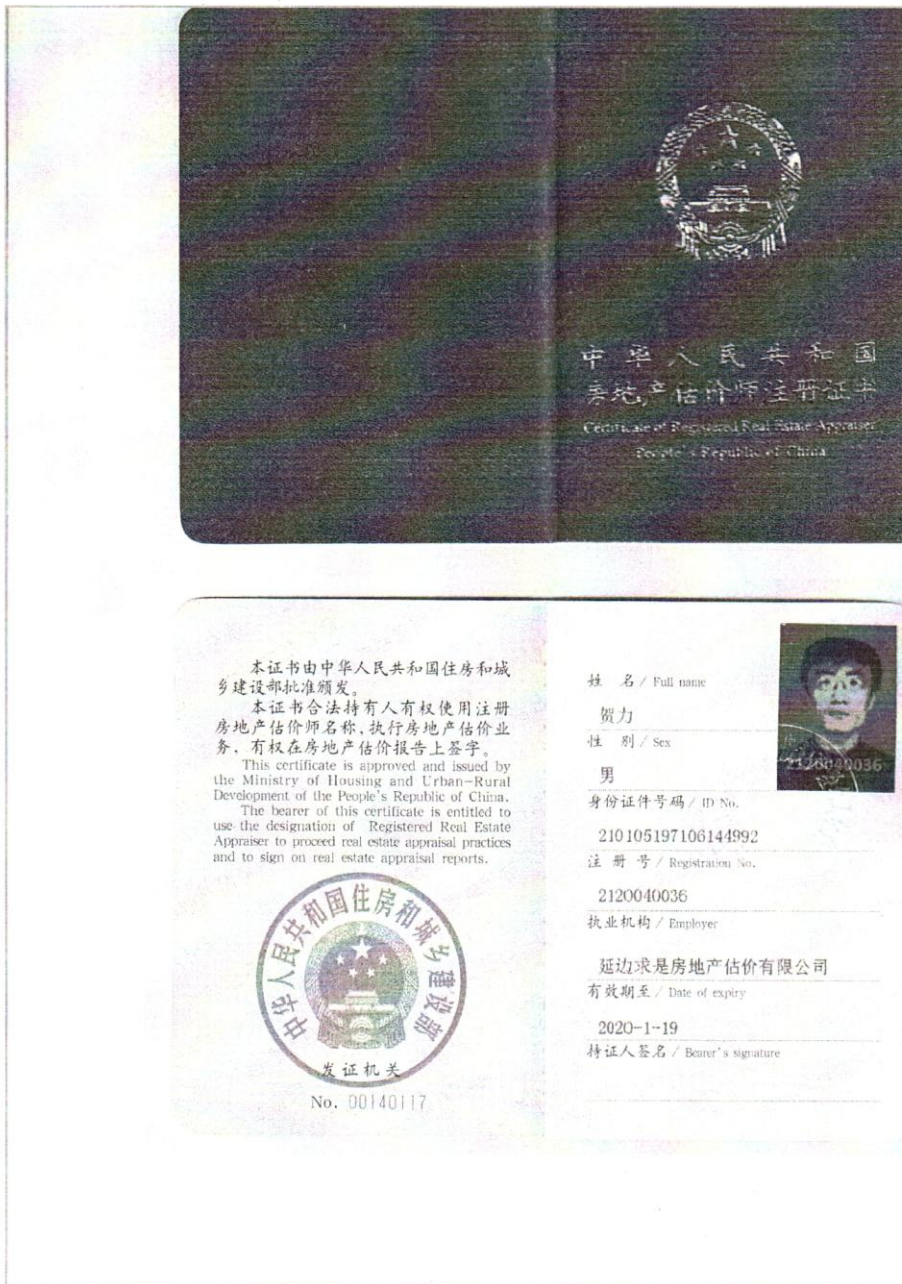 中华人民共和国
房地产估价师注册证书
Certificate of Registered Real Estate Appraiser
People's Republic of China
本证书由中华人民共和国住房和城
乡建设部批准颁发。
本证书合法持有人有权使用注册
房地产估价师名称，执行房地产估价业
务，有权在房地产估价报告上签字。
This certificate is approved and issued by
the Ministry of Housing and Urban-Rural
Development of the People's Republic of China.
The bearer of this certificate is entitled to
use the designation of Registered Real Estate
Appraiser to proceed real estate appraisal practices
and to sign on real estate appraisal reports.
中华人民共和国住房和城乡建设部
发证机关
No. 00140117
姓 名 / Full name
贺力
性 别 / Sex
男
身份证件号码 / ID No.
210105197106144992
注 册 号 / Registration No.
2120040036
执业机构 / Employer
延边求是房地产估价有限公司
有效期至 / Date of expiry
2020-1-19
持证人签名 / Bearer's signature
2120040036